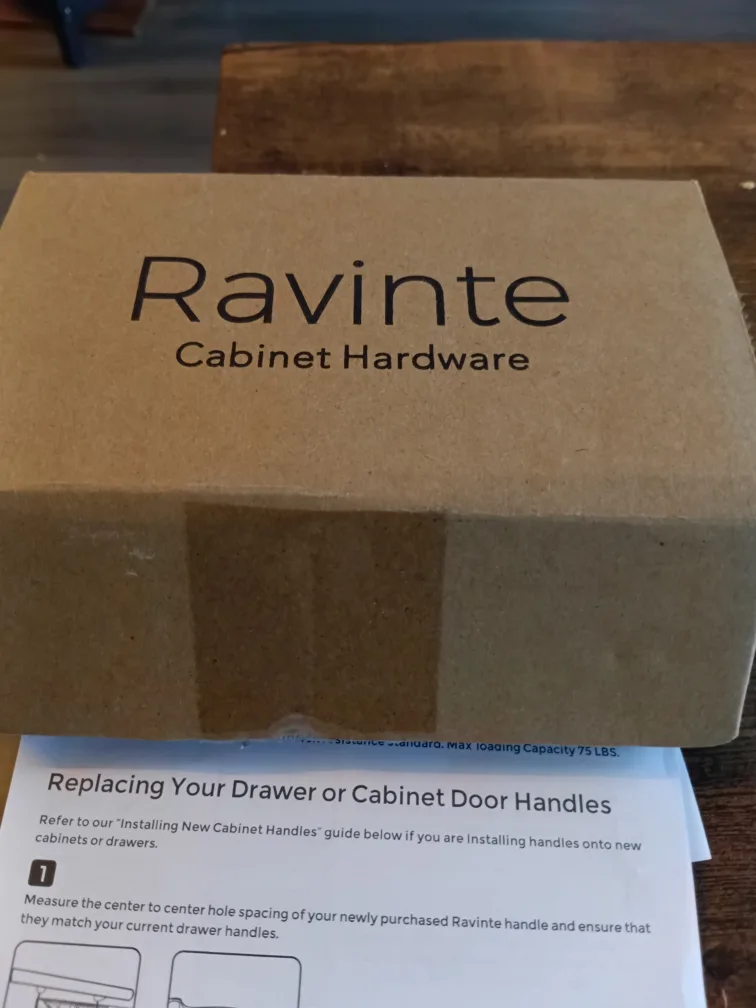 Ravinte
Cabinet Hardware
Max loading Capacity 75 LBS.
Replacing Your Drawer or Cabinet Door Handles
Refer to our "Installing New Cabinet Handles" guide below if you are installing handles onto new
cabinets or drawers.
1
Measure the center to center hole spacing of your newly purchased Ravinte handle and ensure that
they match your current drawer handles.